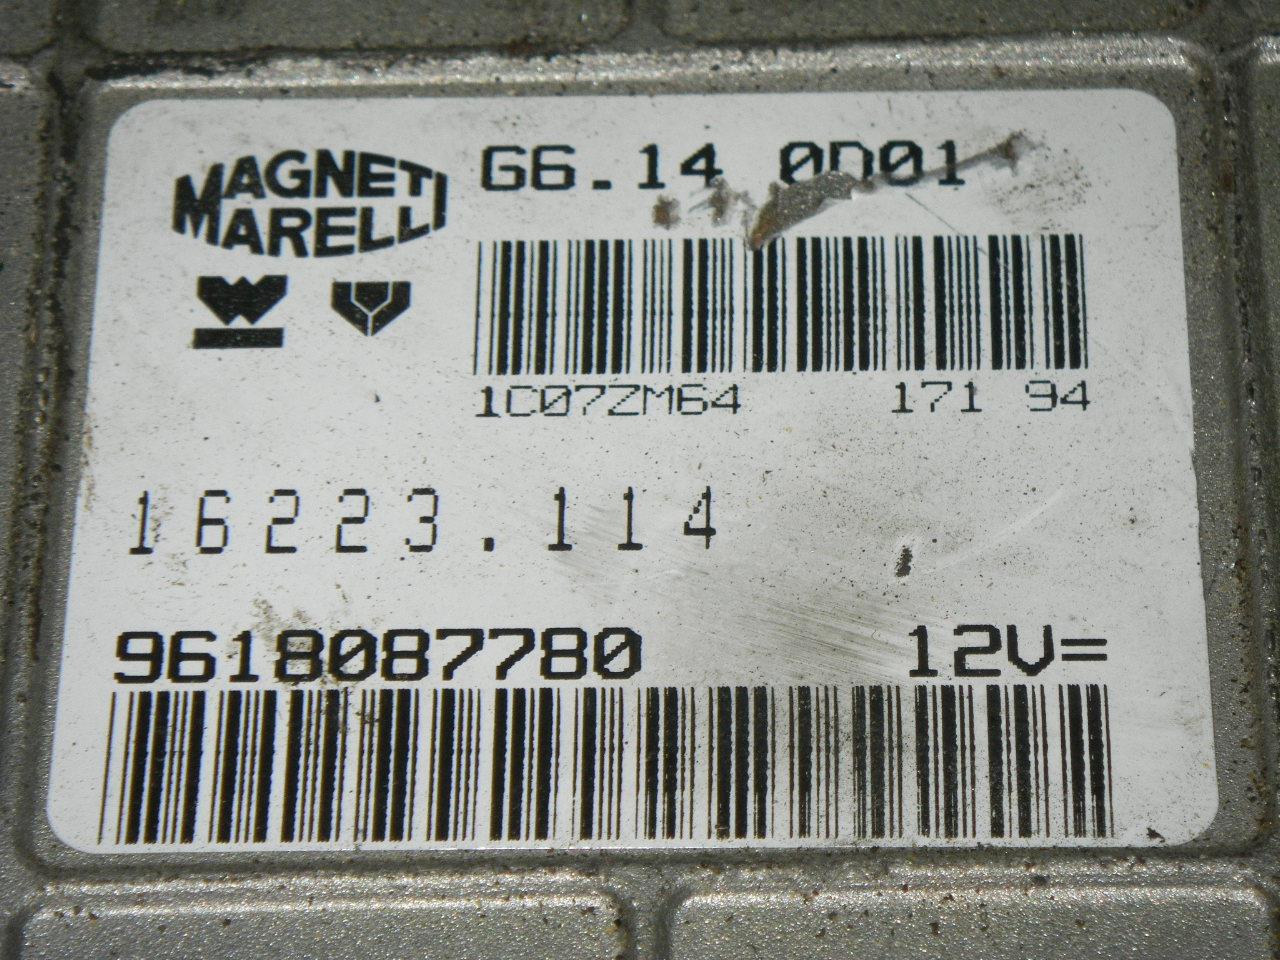 MAGNETI
MARELLI
G6.14 0D01
1C07ZM64 171 94
16223.114
9618087780 12V=